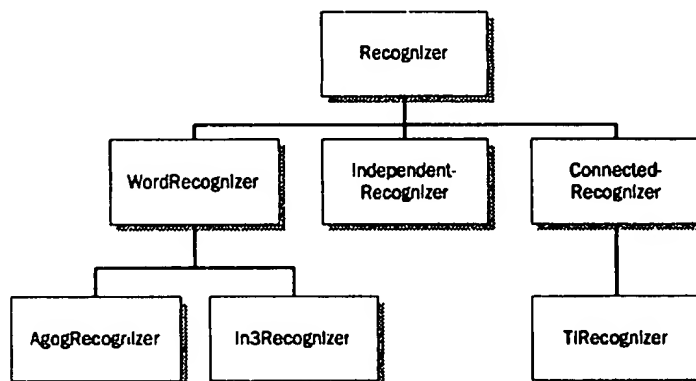 Recognizer
WordRecognizer
Independent-
Recognizer
Connected-
Recognizer
AgogRecognizer
In3Recognizer
TIRecognizer